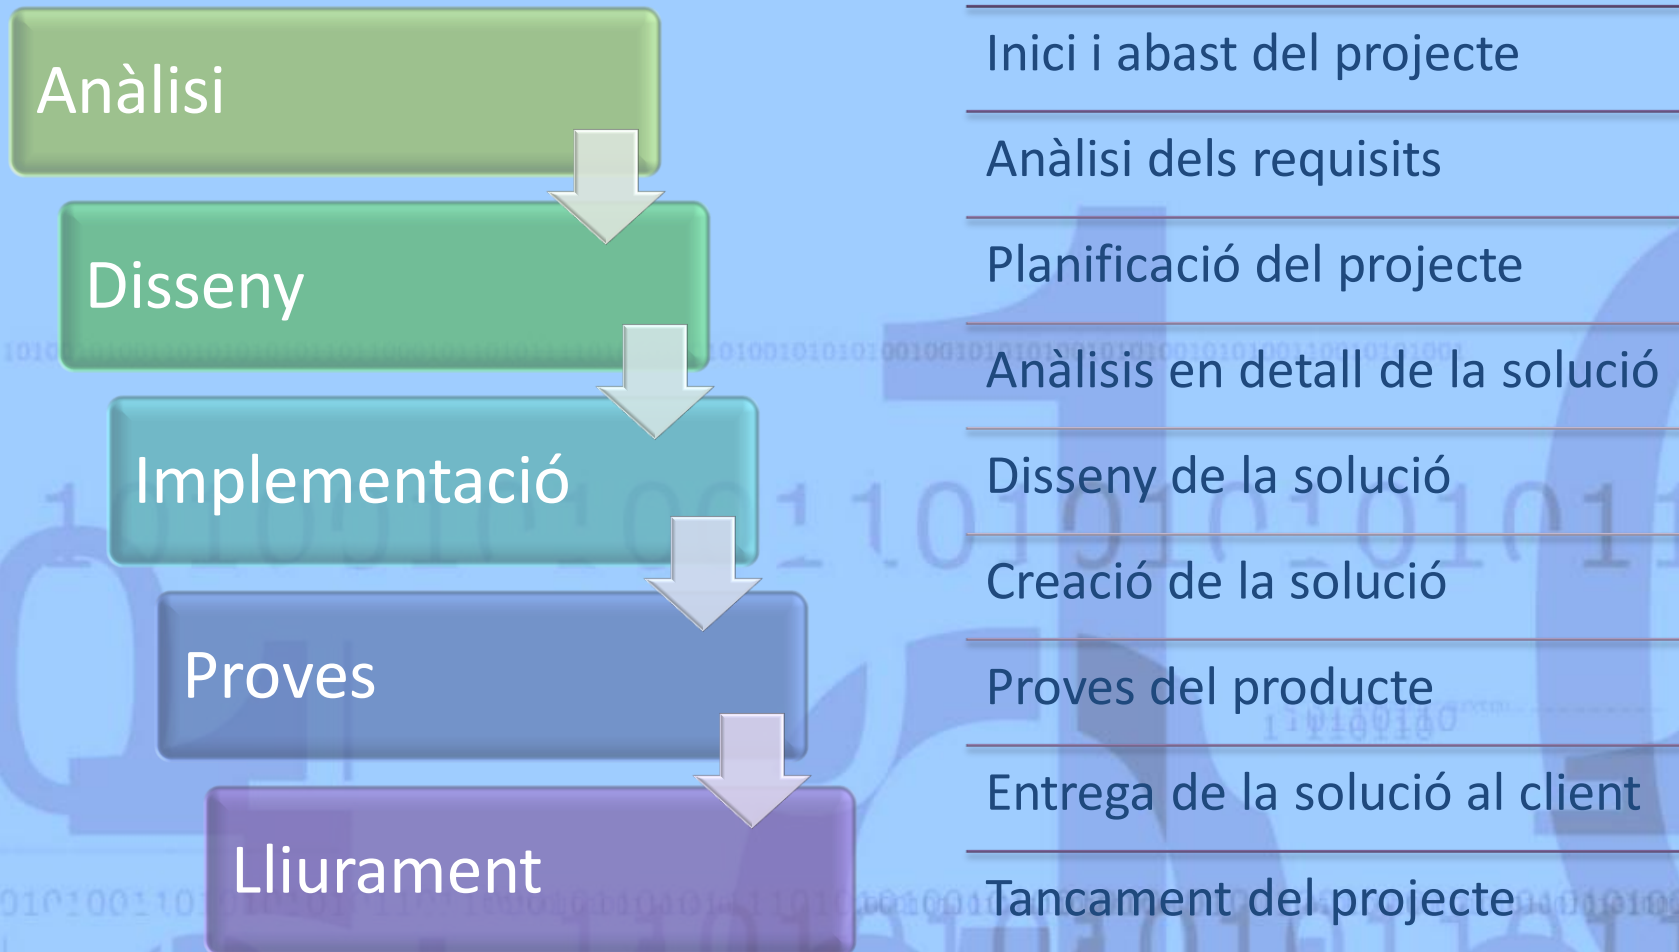 Anàlisi
Disseny
Implementació
Proves
Lliurament
Inici i abast del projecte
Anàlisi dels requisits
Planificació del projecte
Anàlisis en detall de la solució
Disseny de la solució
Creació de la solució
Proves del producte
Entrega de la solució al client
Tancament del projecte